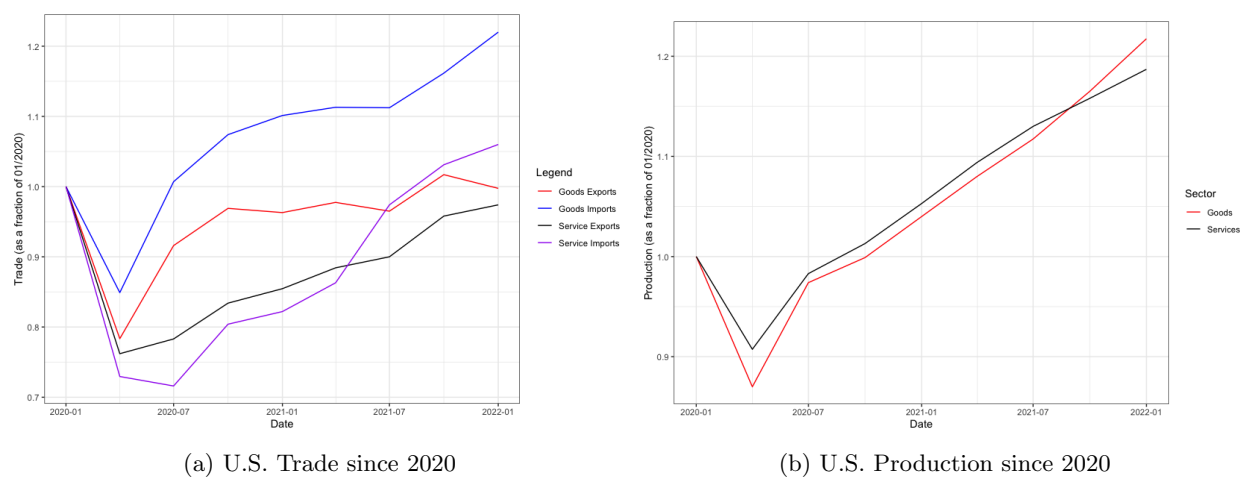 1.2
1.1
1.0
0.9
0.8
0.7
Trade (as a fraction of 01/2020)
2020-01 2020-07 2021-01 2021-07 2022-01
Date
Legend
Goods Exports
Goods Imports
Service Exports
Service Imports
(a) U.S. Trade since 2020
1.2
1.1
1.0
0.9
Production (as a fraction of 01/2020)
2020-01 2020-07 2021-01 2021-07 2022-01
Date
Sector
Goods
Services
(b) U.S. Production since 2020